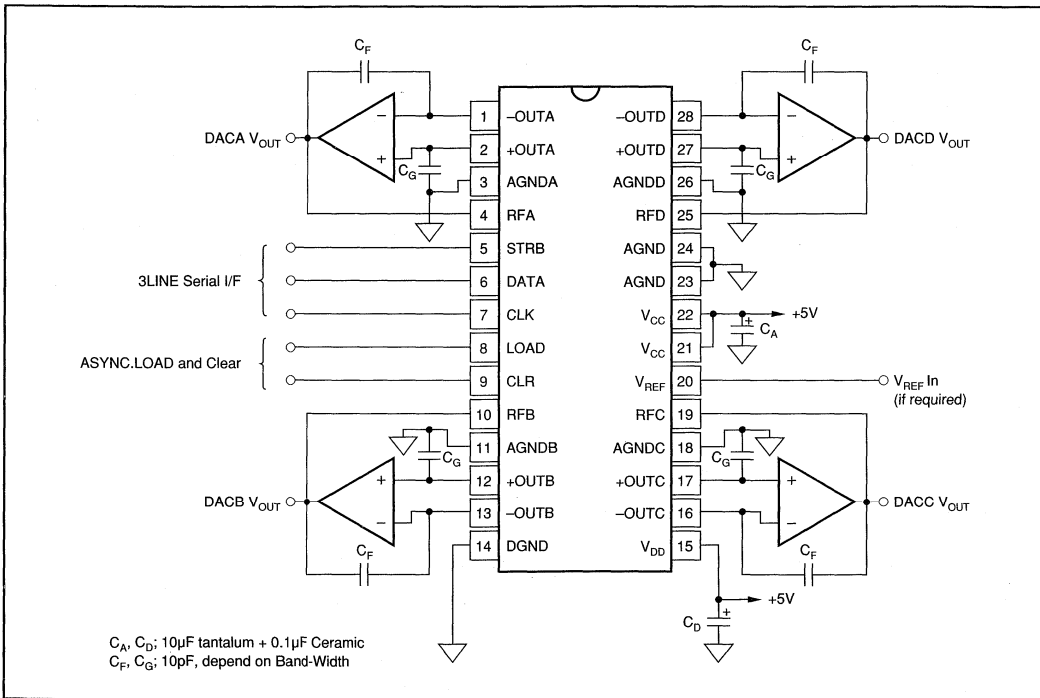 C_F
C_F
1 –OUTA –OUTD 28
DACA V_OUT – + – + DACD V_OUT
2 +OUTA +OUTD 27
C_G C_G
3 AGNDA AGNDD 26
4 RFA RFD 25
5 STRB AGND 24
3LINE Serial I/F 6 DATA AGND 23
7 CLK V_CC 22 + +5V
C_A
8 LOAD V_CC 21
ASYNC.LOAD and Clear
9 CLR V_REF 20 V_REF In
(if required)
10 RFB RFC 19
11 AGNDB AGNDC 18
C_G C_G
12 +OUTB +OUTC 17
DACB V_OUT + – + – DACC V_OUT
13 –OUTB –OUTC 16
14 DGND V_DD 15
C_F C_F
+5V
C_D +
C_A, C_D; 10µF tantalum + 0.1µF Ceramic
C_F, C_G; 10pF, depend on Band-Width